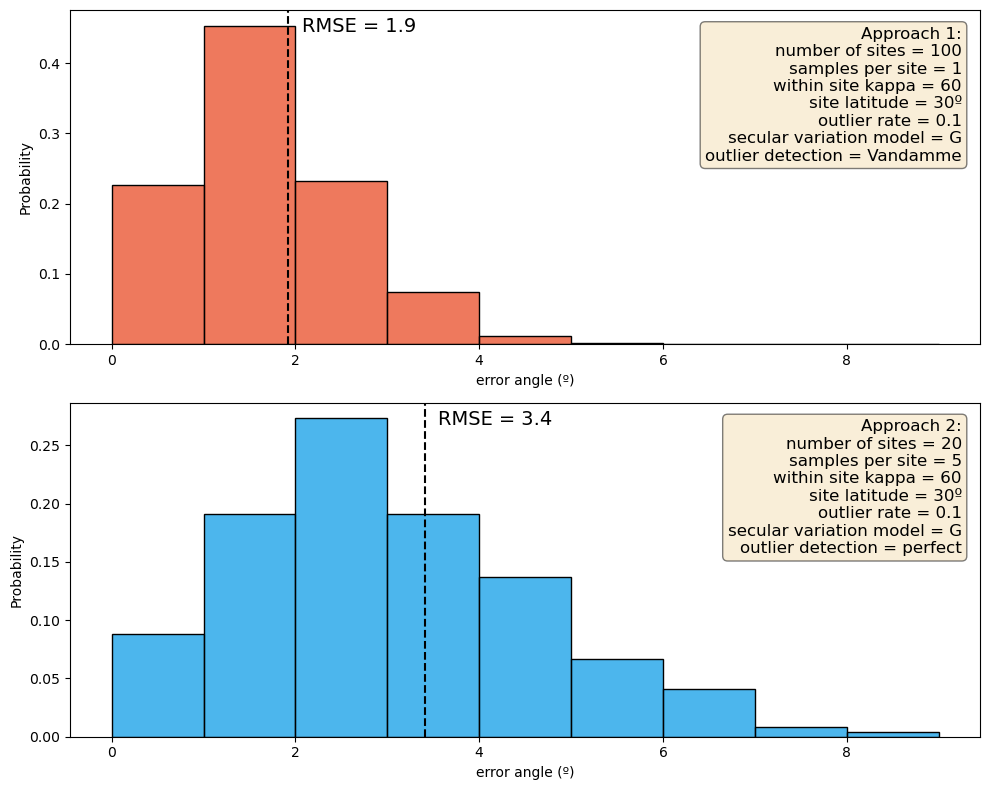 RMSE = 1.9
Approach 1:
number of sites = 100
samples per site = 1
within site kappa = 60
site latitude = 30º
outlier rate = 0.1
secular variation model = G
outlier detection = Vandamme
Probability
0.4
0.3
0.2
0.1
0.0
0
2
4
6
8
error angle (º)
RMSE = 3.4
Approach 2:
number of sites = 20
samples per site = 5
within site kappa = 60
site latitude = 30º
outlier rate = 0.1
secular variation model = G
outlier detection = perfect
Probability
0.25
0.20
0.15
0.10
0.05
0.00
0
2
4
6
8
error angle (º)